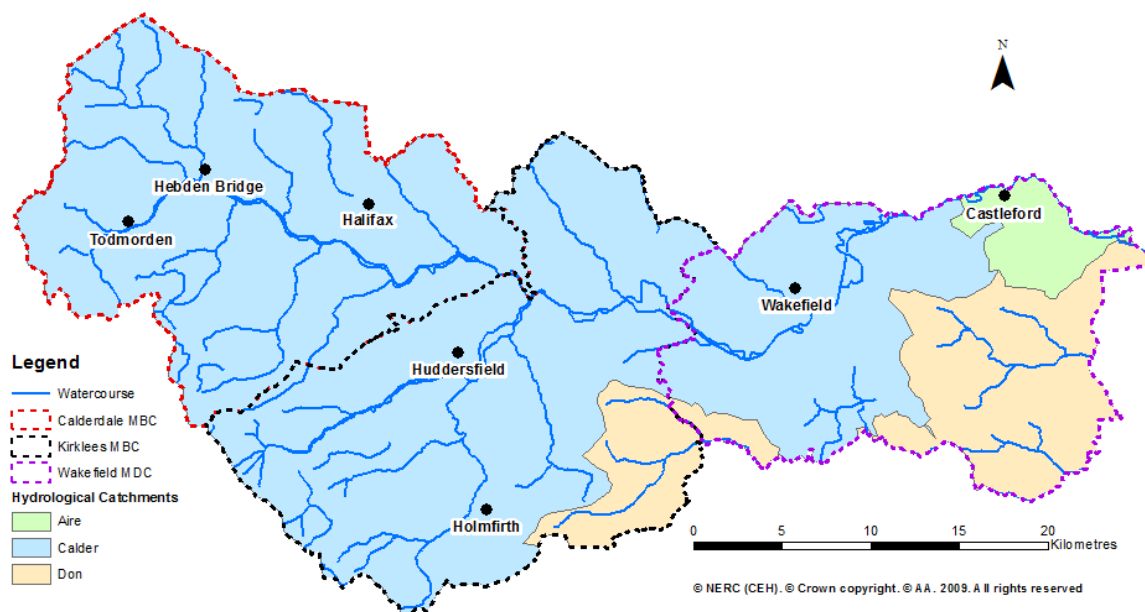 N
Hebden Bridge
Todmorden
Halifax
Castleford
Wakefield
Huddersfield
Holmfirth
Legend
Watercourse
Calderdale MBC
Kirklees MBC
Wakefield MDC
Hydrological Catchments
Aire
Calder
Don
0 5 10 15 20
Kilometres
© NERC (CEH). © Crown copyright. © AA. 2009. All rights reserved